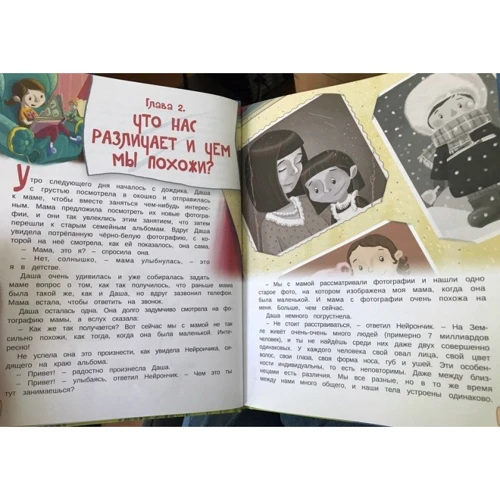 Глава 2.
ЧТО НАС
РАЗЛИЧАЕТ И ЧЕМ
МЫ ПОХОЖИ?
Утро следующего дня началось с дождика. Даша
с грустью посмотрела в окошко и отправилась
к маме, чтобы вместе заняться чем-нибудь интерес-
ным. Мама предложила посмотреть их новые фотогра-
фии, и они так увлеклись этим занятием, что затем
перешли к старым семейным альбомам. Вдруг Даша
увидела потрёпанную чёрно-белую фотографию, с ко-
торой на неё смотрела, как ей показалось, она сама.
– Мама, это я? – спросила она.
– Нет, солнышко, – мама улыбнулась, – это
я в детстве.
Даша очень удивилась и уже собиралась задать
маме вопрос о том, как так получилось, что раньше мама
была такой же, как и Даша, но вдруг зазвонил телефон.
Мама встала, чтобы ответить на звонок.
Даша осталась одна. Она долго задумчиво смотрела на фо-
тографию мамы, а вслух сказала:
– Как же так получается? Вот сейчас мы с мамой не так
сильно похожи, как тогда, когда она была маленькой. Инте-
ресно!
Не успела она это произнести, как увидела Нейрончика, си-
дящего на краю альбома.
– Привет! – радостно произнесла Даша.
– Привет! – улыбаясь, ответил Нейрончик. – Чем это ты
тут занимаешься?
– Мы с мамой рассматривали фотографии и нашли одно
старое фото, на котором изображена моя мама, когда она
была маленькой. И мама с фотографии очень похожа на
меня. Больше, чем сейчас.
Даша немного погрустнела.
– Не стоит расстраиваться, – ответил Нейрончик. – На Зем-
ле живёт очень-очень много людей (примерно 7 миллиардов
человек), и ты не найдёшь среди них даже двух совершенно
одинаковых. У каждого человека свой овал лица, свой цвет
волос, свои глаза, своя форма носа, губ и ушей. Эти особен-
ности индивидуальны, то есть неповторимы. Даже между близ-
нецами есть различия. Мы все разные, но в то же время
между нами много общего, и наши тела устроены одинаково.